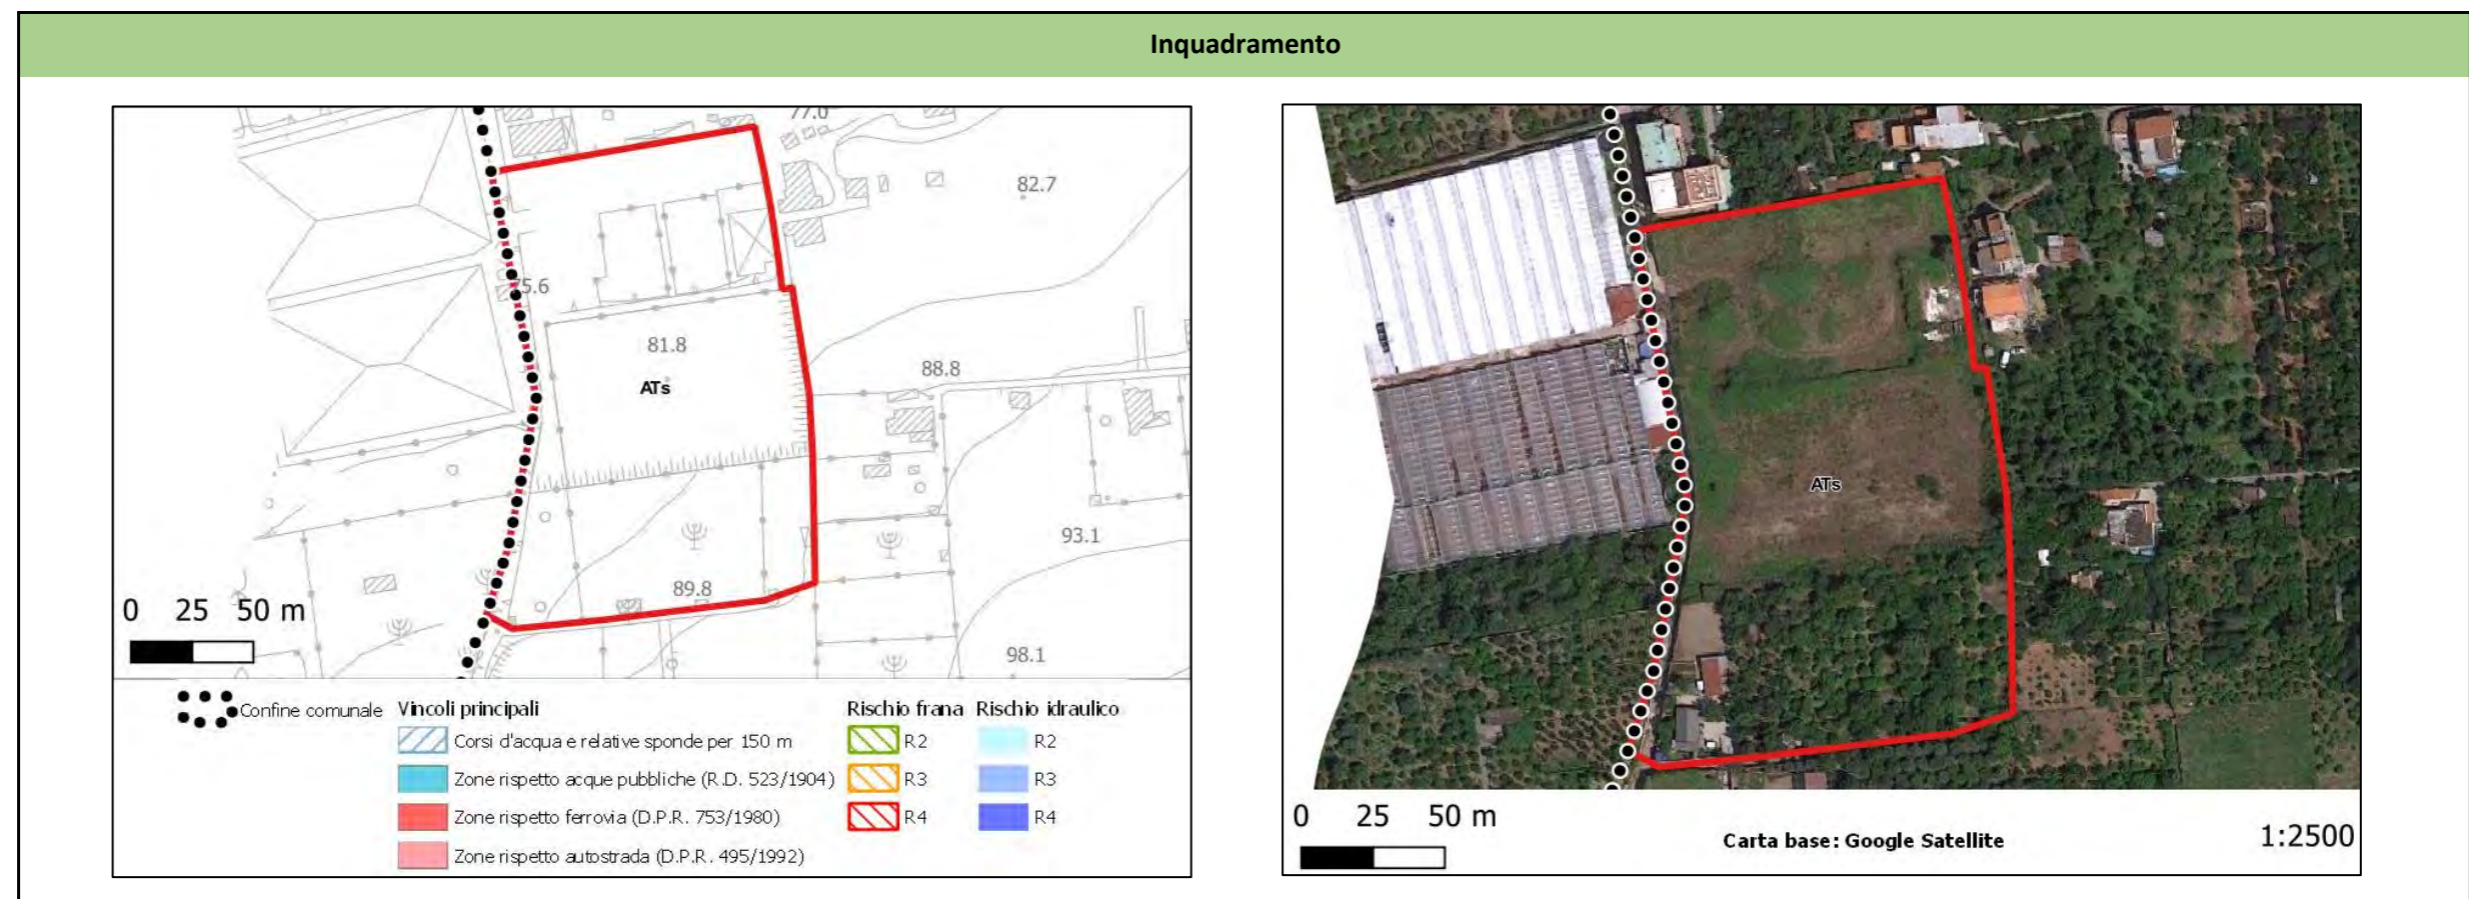 Inquadramento
77.0
82.7
75.6
81.8
ATs
88.8
93.1
89.8
98.1
0 25 50 m
Confine comunale
Vincoli principali
Corsi d'acqua e relative sponde per 150 m
Zone rispetto acque pubbliche (R.D. 523/1904)
Zone rispetto ferrovia (D.P.R. 753/1980)
Zone rispetto autostrada (D.P.R. 495/1992)
Rischio frana
R2
R3
R4
Rischio idraulico
R2
R3
R4
ATs
0 25 50 m
Carta base: Google Satellite
1:2500